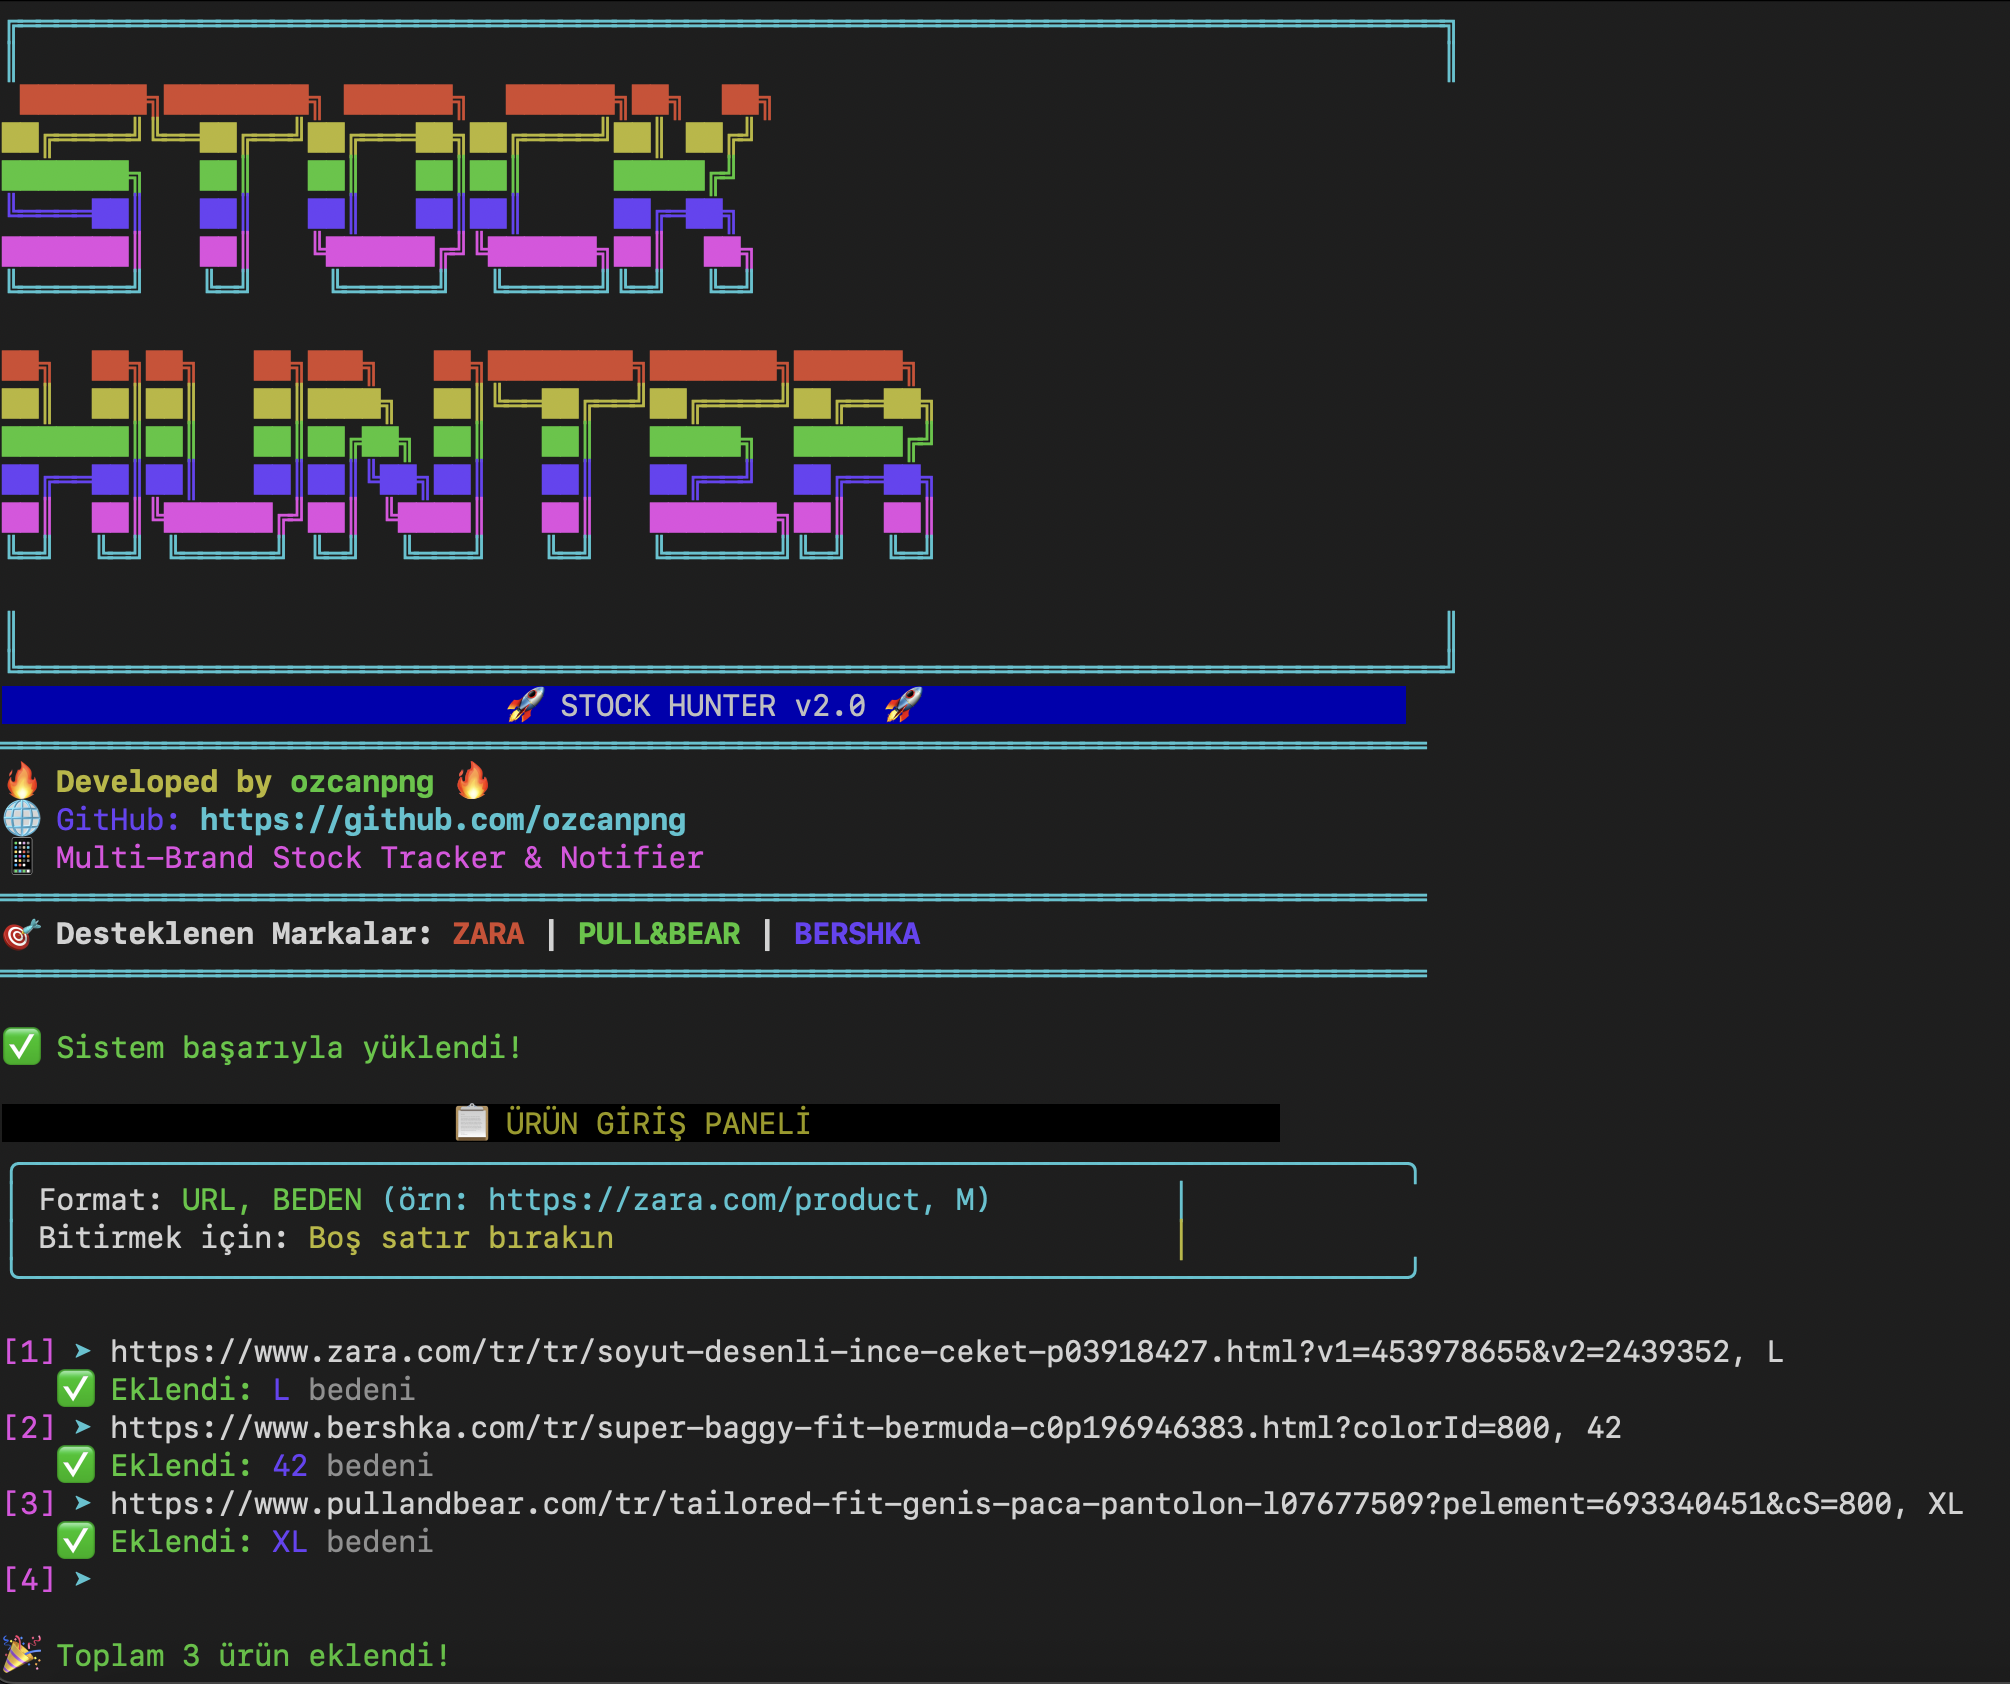 STOCK
HUNTER
🚀 STOCK HUNTER v2.0 🚀
🔥 Developed by ozcanpng 🔥
🌐 GitHub: https://github.com/ozcanpng
📱 Multi-Brand Stock Tracker & Notifier
🎯 Desteklenen Markalar: ZARA | PULL&BEAR | BERSHKA
✅ Sistem başarıyla yüklendi!
📋 ÜRÜN GİRİŞ PANELİ
Format: URL, BEDEN (örn: https://zara.com/product, M)
Bitirmek için: Boş satır bırakın
[1] ➤ https://www.zara.com/tr/tr/soyut-desenli-ince-ceket-p03918427.html?v1=453978655&v2=2439352, L
✅ Eklendi: L bedeni
[2] ➤ https://www.bershka.com/tr/super-baggy-fit-bermuda-c0p196946383.html?colorId=800, 42
✅ Eklendi: 42 bedeni
[3] ➤ https://www.pullandbear.com/tr/tailored-fit-genis-paca-pantolon-l07677509?pelement=693340451&cS=800, XL
✅ Eklendi: XL bedeni
[4] ➤
🎉 Toplam 3 ürün eklendi!